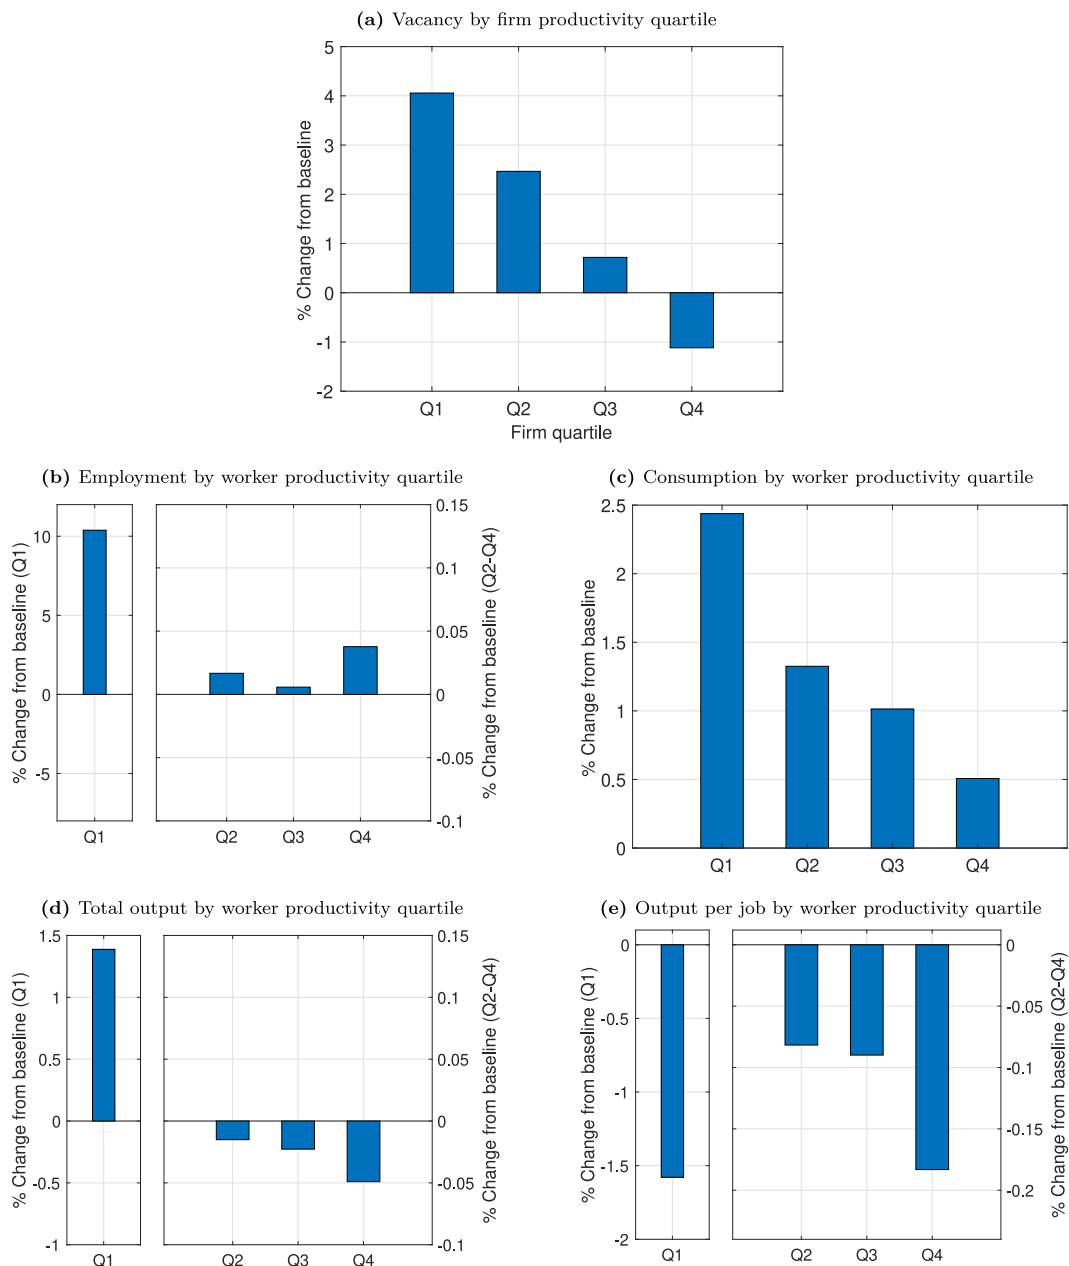 (a) Vacancy by firm productivity quartile
5
4
3
2
1
0
-1
-2
% Change from baseline
Q1 Q2 Q3 Q4
Firm quartile
(b) Employment by worker productivity quartile
10
5
0
-5
% Change from baseline (Q1)
Q1
0.15
0.1
0.05
0
-0.05
-0.1
% Change from baseline (Q2-Q4)
Q2 Q3 Q4
(c) Consumption by worker productivity quartile
2.5
2
1.5
1
0.5
0
% Change from baseline
Q1 Q2 Q3 Q4
(d) Total output by worker productivity quartile
1.5
1
0.5
0
-0.5
-1
% Change from baseline (Q1)
Q1
0.15
0.1
0.05
0
-0.05
-0.1
% Change from baseline (Q2-Q4)
Q2 Q3 Q4
(e) Output per job by worker productivity quartile
0
-0.5
-1
-1.5
-2
% Change from baseline (Q1)
Q1
0
-0.05
-0.1
-0.15
-0.2
% Change from baseline (Q2-Q4)
Q2 Q3 Q4